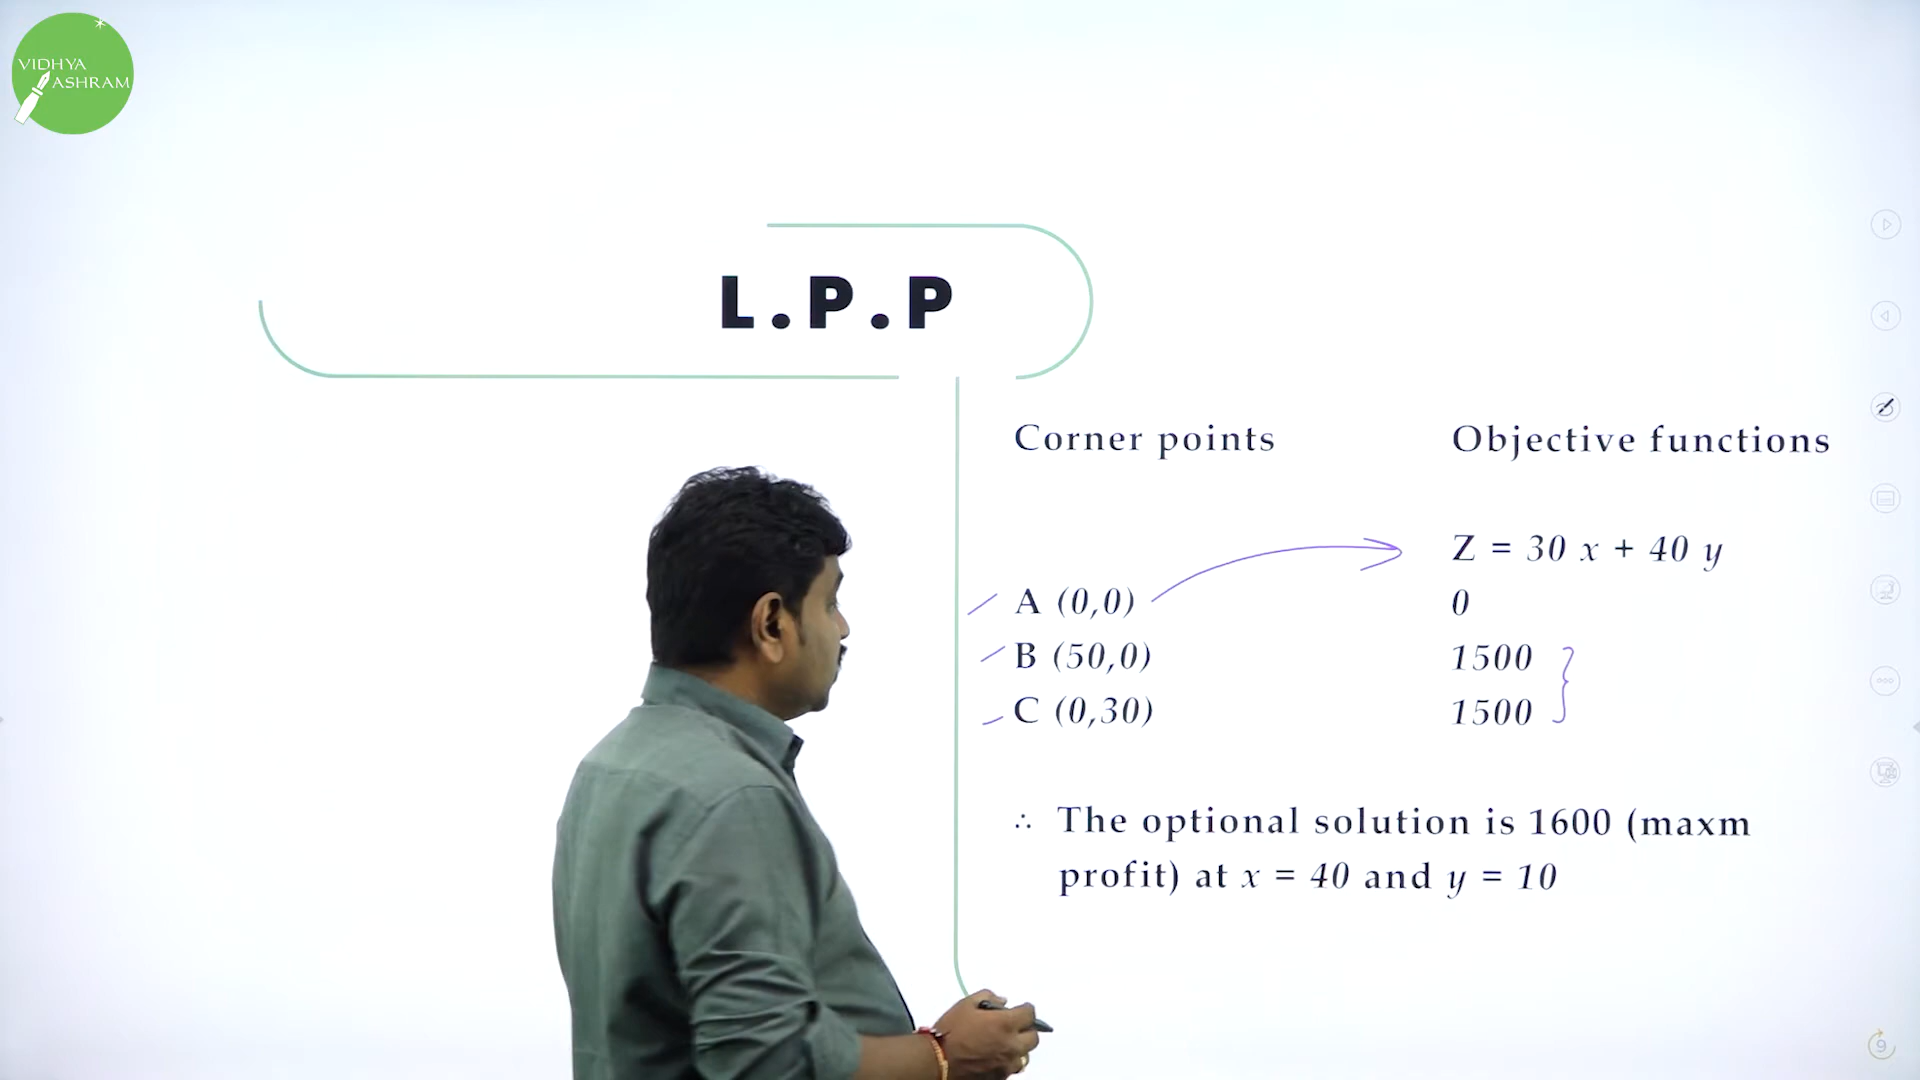 VIDHYA
ASHRAM
L.P.P
Corner points
Objective functions
Z = 30 x + 40 y
A (0,0)
0
B (50,0)
1500
C (0,30)
1500
∴ The optional solution is 1600 (maxm
profit) at x = 40 and y = 10
9